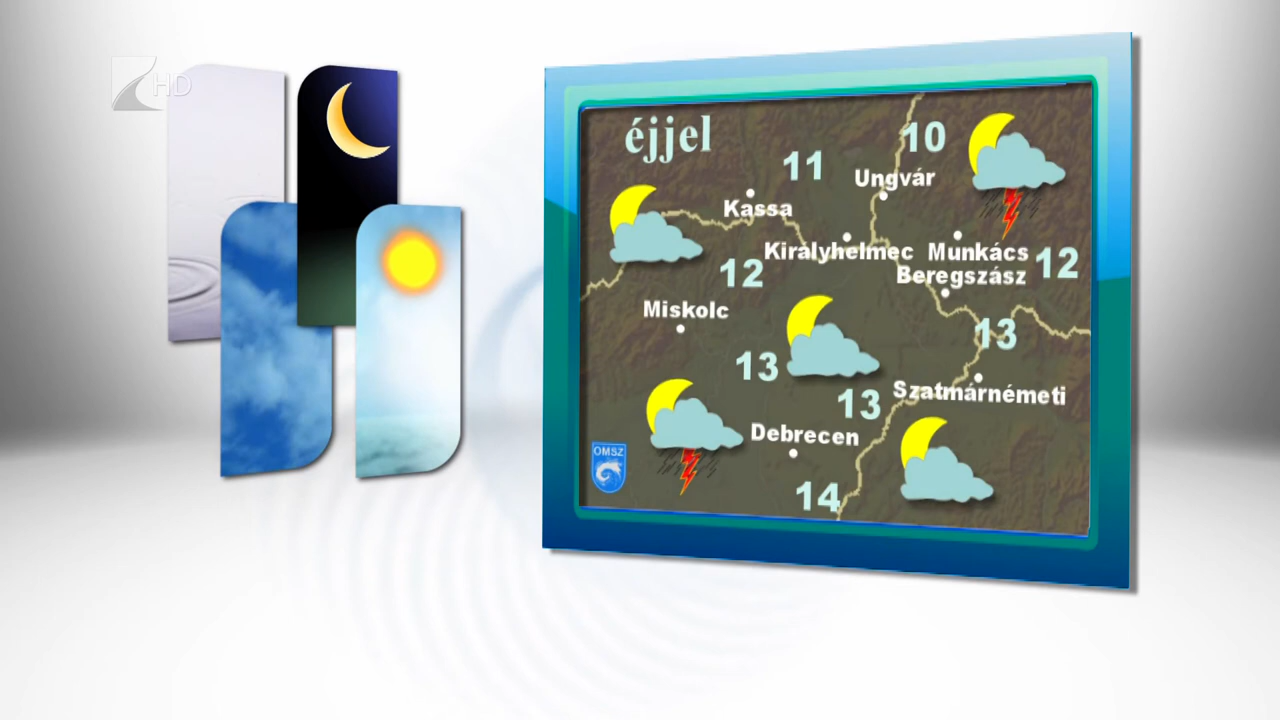 HD
éjjel
10
11
Ungvár
Kassa
Királyhelmec
Munkács
12
Beregszász
12
Miskolc
13
13
13
Szatmárnémeti
Debrecen
OMSZ
14